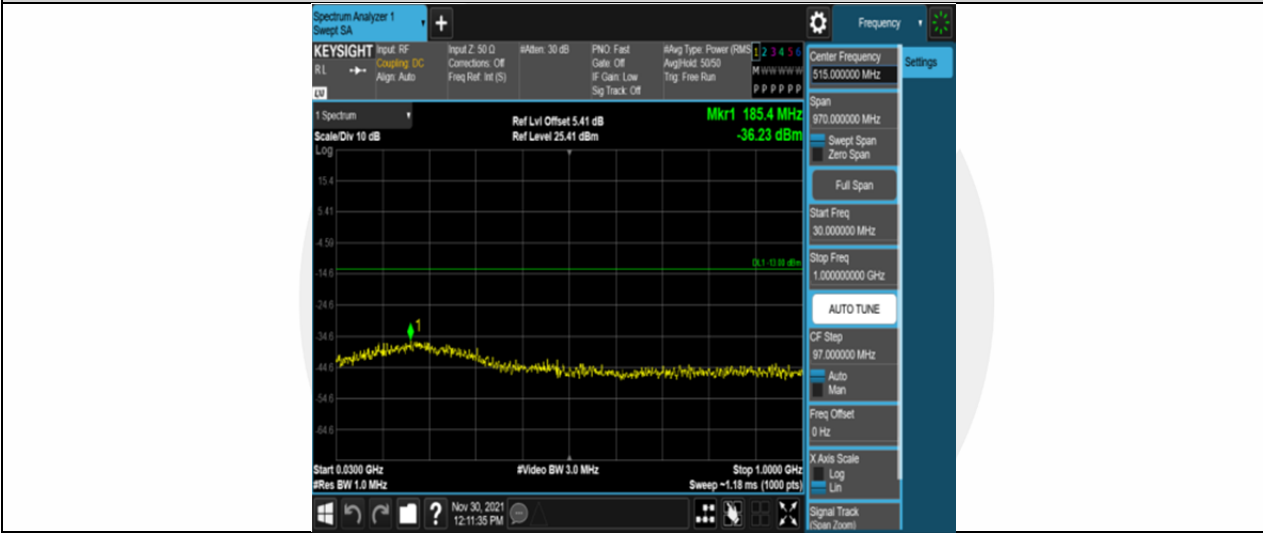 Spectrum Analyzer 1
Swept SA
+
Frequency
KEYSIGHT
RL
LV
Input: RF
Coupling: DC
Align: Auto
Input Z: 50 Ω
Corrections: Off
Freq Ref: Int (S)
#Atten: 30 dB
PNO: Fast
Gate: Off
IF Gain: Low
Sig Track: Off
#Avg Type: Power (RMS
Avg|Hold: 50/50
Trig: Free Run
1 2 3 4 5 6
M W W W W W
P P P P P P
1 Spectrum
Scale/Div 10 dB
Ref Lvl Offset 5.41 dB
Ref Level 25.41 dBm
Mkr1 185.4 MHz
-36.23 dBm
Log
15.4
5.41
-4.59
-14.6
-24.6
-34.6
-44.6
-54.6
-64.6
DL1 -13.00 dBm
1
Start 0.0300 GHz
#Res BW 1.0 MHz
#Video BW 3.0 MHz
Stop 1.0000 GHz
Sweep ~1.18 ms (1000 pts)
Nov 30, 2021
12:11:35 PM
?
Center Frequency
515.000000 MHz
Settings
Span
970.000000 MHz
Swept Span
Zero Span
Full Span
Start Freq
30.000000 MHz
Stop Freq
1.000000000 GHz
AUTO TUNE
CF Step
97.000000 MHz
Auto
Man
Freq Offset
0 Hz
X Axis Scale
Log
Lin
Signal Track
(Span Zoom)